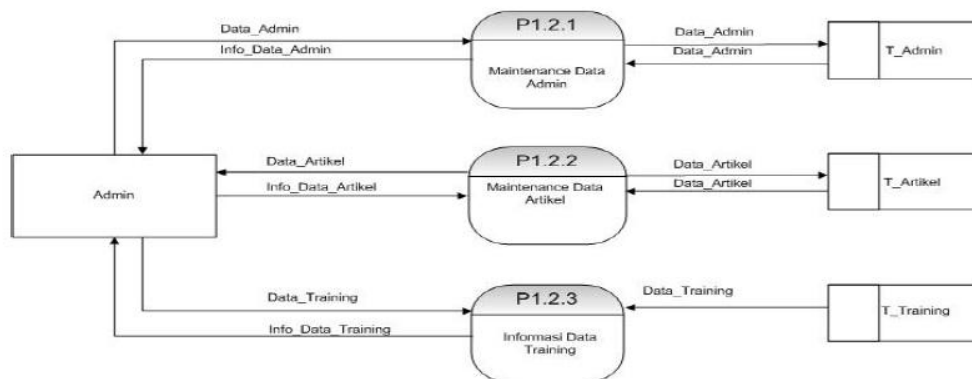 Data_Admin
Info_Data_Admin
P1.2.1
Maintenance Data
Admin
Data_Admin
Data_Admin
T_Admin
Admin
Data_Artikel
Info_Data_Artikel
P1.2.2
Maintenance Data
Artikel
Data_Artikel
Data_Artikel
T_Artikel
Data_Training
Info_Data_Training
P1.2.3
Informasi Data
Training
Data_Training
T_Training